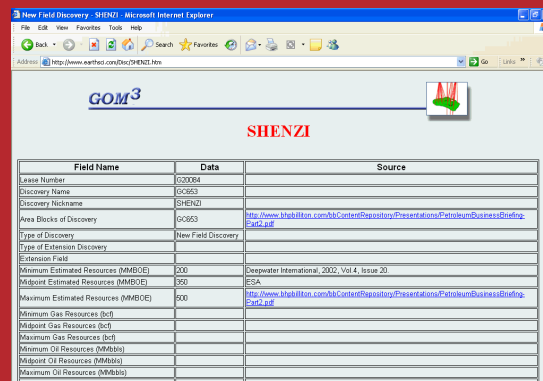 New Field Discovery - SHENZI - Microsoft Internet Explorer
File Edit View Favorites Tools Help
Back Search Favorites
Address http://www.earthsci.com/Disc/SHENZI.htm Go Links »
GOM3
SHENZI
Field Name Data Source
Lease Number G20084
Discovery Name GC653
Discovery Nickname SHENZI
Area Blocks of Discovery GC653 http://www.bhpbilliton.com/bbContentRepository/Presentations/PetroleumBusinessBriefing-
Part2.pdf
Type of Discovery New Field Discovery
Type of Extension Discovery
Extension Field
Minimum Estimated Resources (MMBOE) 200 Deepwater International, 2002, Vol.4, Issue 20.
Midpoint Estimated Resources (MMBOE) 350 ESA
Maximum Estimated Resources (MMBOE) 500 http://www.bhpbilliton.com/bbContentRepository/Presentations/PetroleumBusinessBriefing-
Part2.pdf
Minimum Gas Resources (bcf)
Midpoint Gas Resources (bcf)
Maximum Gas Resources (bcf)
Minimum Oil Resources (MMbbls)
Midpoint Oil Resources (MMbbls)
Maximum Oil Resources (MMbbls)